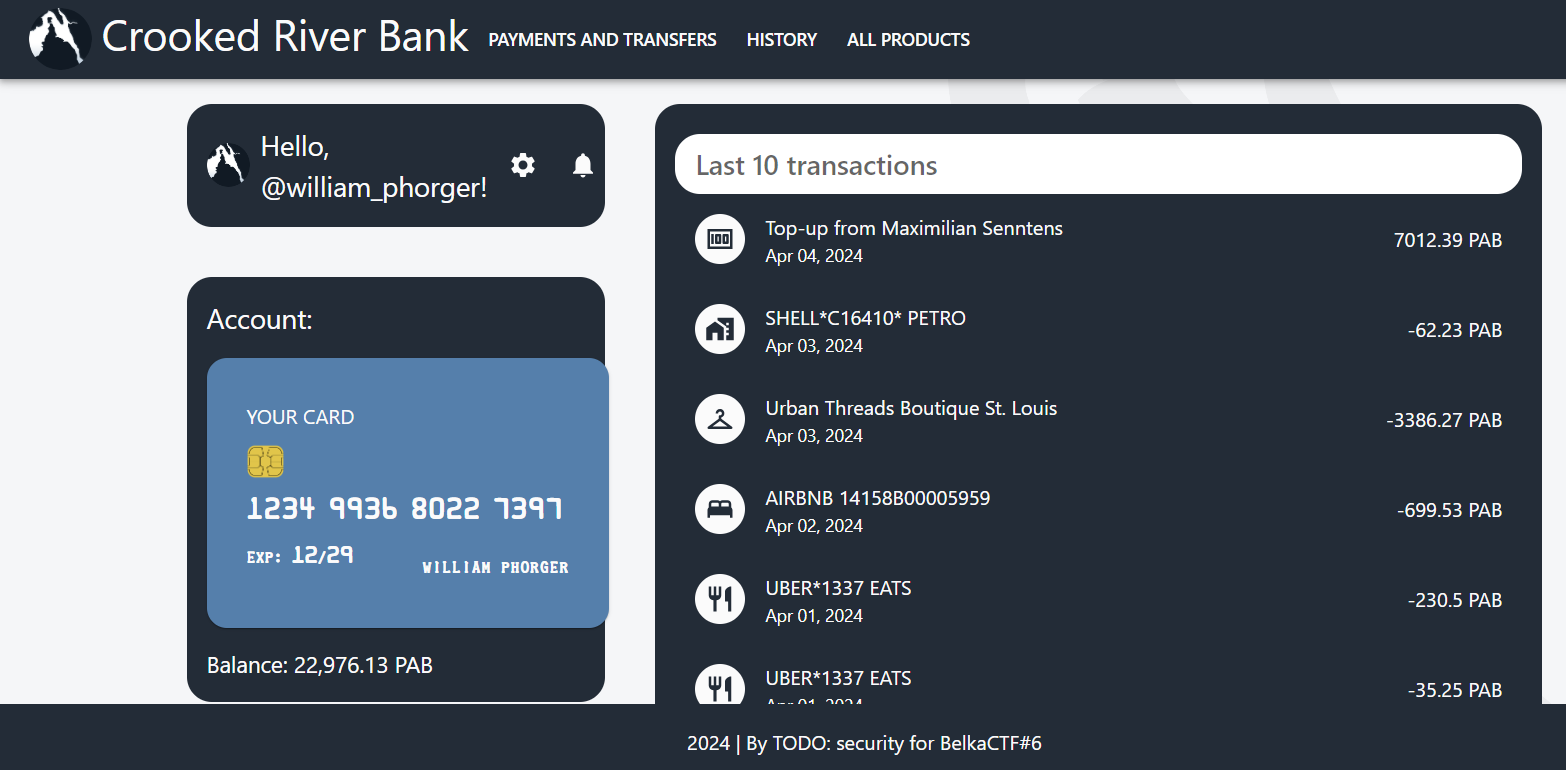 Crooked River Bank PAYMENTS AND TRANSFERS HISTORY ALL PRODUCTS
Hello,
@william_phorger!
Account:
YOUR CARD
1234 9936 8022 7397
EXP: 12/29
WILLIAM PHORGER
Balance: 22,976.13 PAB
Last 10 transactions
Top-up from Maximilian Senntens
Apr 04, 2024
7012.39 PAB
SHELL*C16410* PETRO
Apr 03, 2024
-62.23 PAB
Urban Threads Boutique St. Louis
Apr 03, 2024
-3386.27 PAB
AIRBNB 14158B00005959
Apr 02, 2024
-699.53 PAB
UBER*1337 EATS
Apr 01, 2024
-230.5 PAB
UBER*1337 EATS
Apr 01, 2024
-35.25 PAB
2024 | By TODO: security for BelkaCTF#6